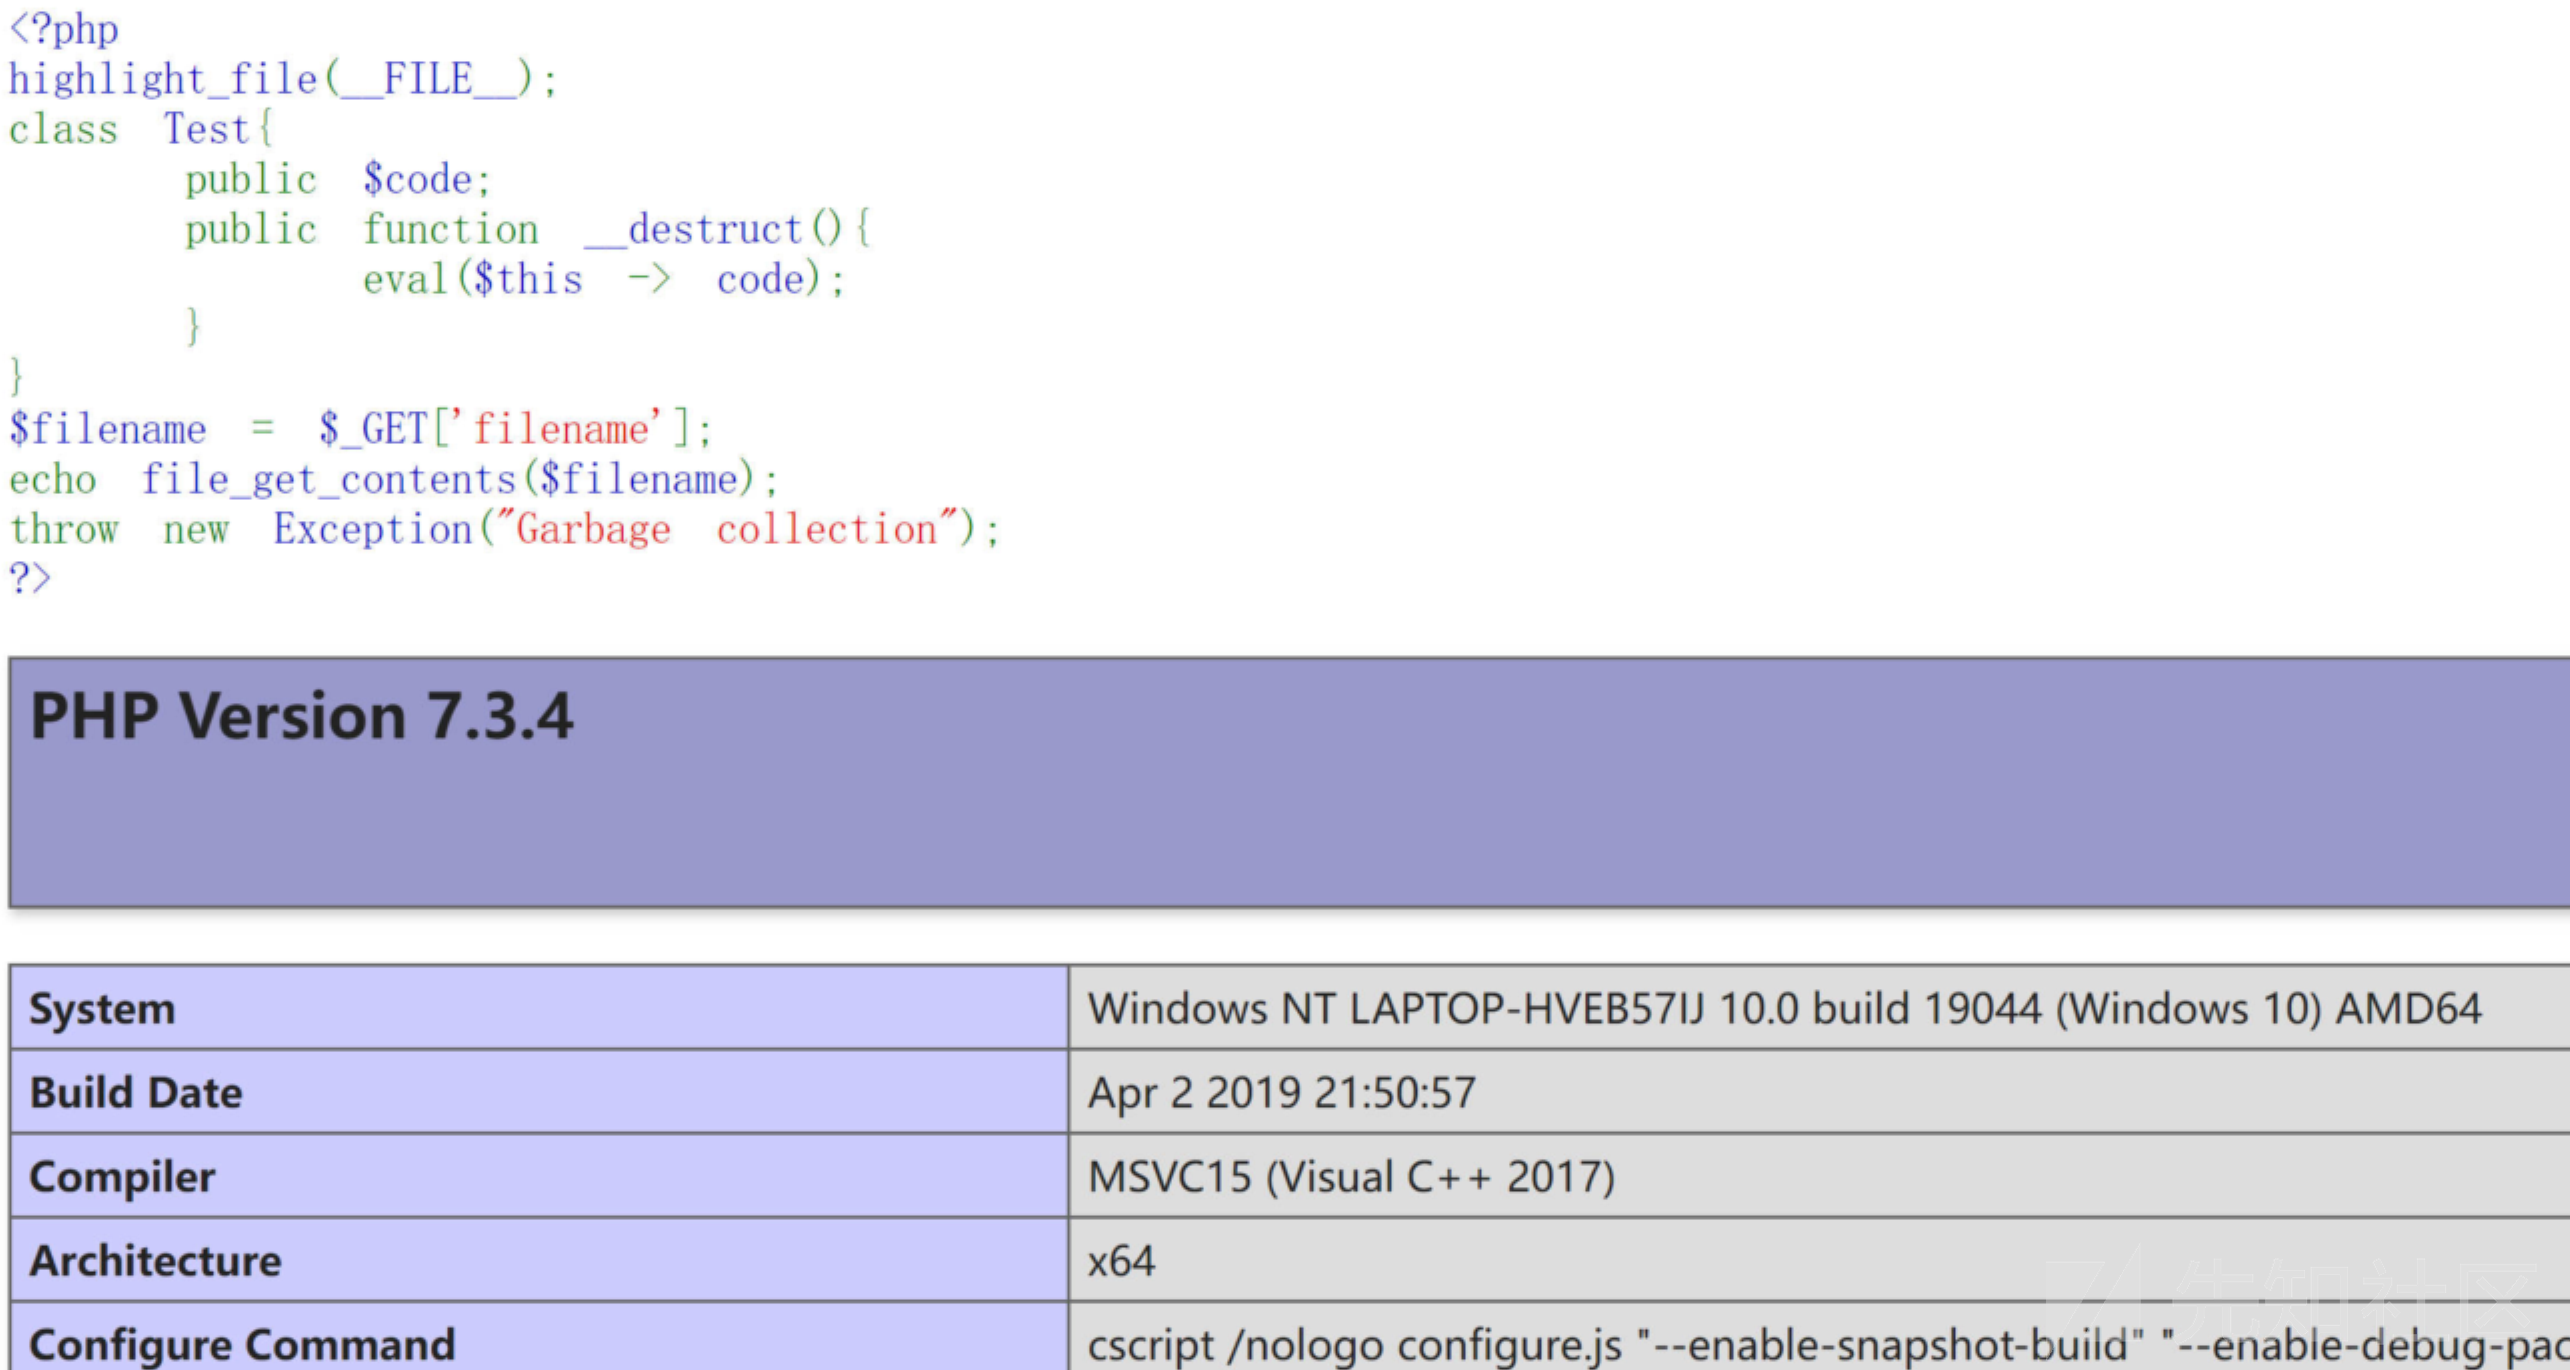 <?php
highlight_file(__FILE__);
class Test{
public $code;
public function __destruct(){
eval($this -> code);
}
}
$filename = $_GET['filename'];
echo file_get_contents($filename);
throw new Exception("Garbage collection");
?>
PHP Version 7.3.4
System Windows NT LAPTOP-HVEB57IJ 10.0 build 19044 (Windows 10) AMD64
Build Date Apr 2 2019 21:50:57
Compiler MSVC15 (Visual C++ 2017)
Architecture x64
先知社区
Configure Command cscript /nologo configure.js "--enable-snapshot-build" "--enable-debug-pac